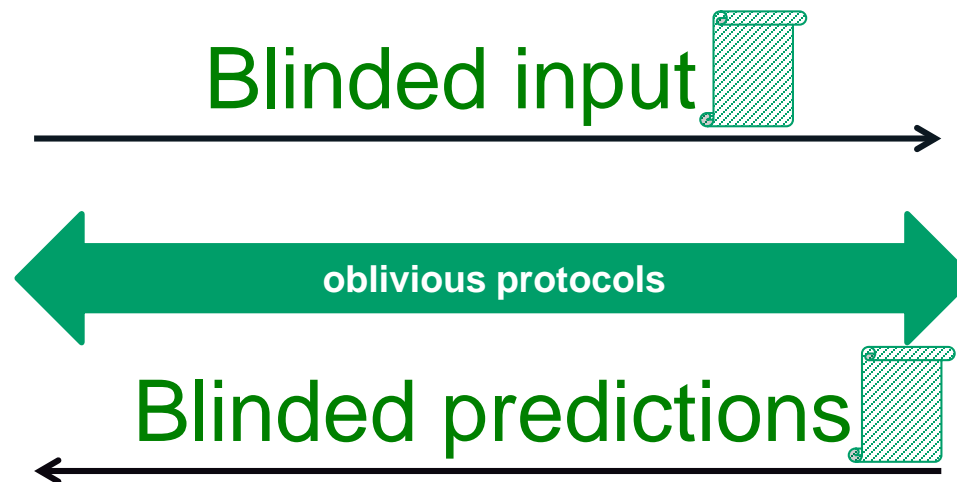 Blinded input
oblivious protocols
Blinded predictions